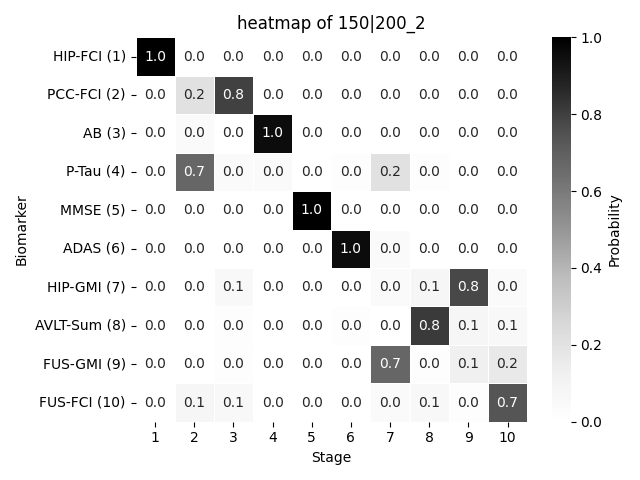 heatmap of 150|200_2
HIP-FCI (1) 1.0 0.0 0.0 0.0 0.0 0.0 0.0 0.0 0.0 0.0
PCC-FCI (2) 0.0 0.2 0.8 0.0 0.0 0.0 0.0 0.0 0.0 0.0
AB (3) 0.0 0.0 0.0 1.0 0.0 0.0 0.0 0.0 0.0 0.0
P-Tau (4) 0.0 0.7 0.0 0.0 0.0 0.0 0.2 0.0 0.0 0.0
MMSE (5) 0.0 0.0 0.0 0.0 1.0 0.0 0.0 0.0 0.0 0.0
ADAS (6) 0.0 0.0 0.0 0.0 0.0 1.0 0.0 0.0 0.0 0.0
HIP-GMI (7) 0.0 0.0 0.1 0.0 0.0 0.0 0.0 0.1 0.8 0.0
AVLT-Sum (8) 0.0 0.0 0.0 0.0 0.0 0.0 0.0 0.8 0.1 0.1
FUS-GMI (9) 0.0 0.0 0.0 0.0 0.0 0.0 0.7 0.0 0.1 0.2
FUS-FCI (10) 0.0 0.1 0.1 0.0 0.0 0.0 0.0 0.1 0.0 0.7
1 2 3 4 5 6 7 8 9 10
Stage
Biomarker
1.0
0.8
0.6
0.4
0.2
0.0
Probability